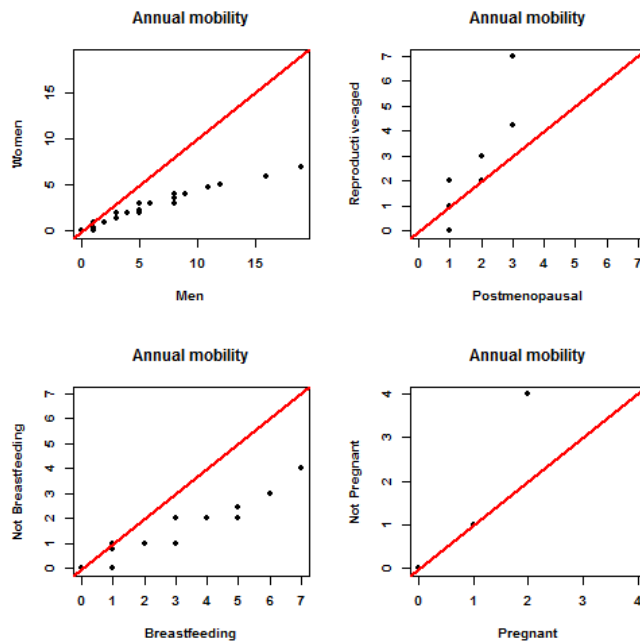 Annual mobility
Women
15
10
5
0
0 5 10 15
Men
Annual mobility
Reproducti ve-aged
7
6
5
4
3
2
1
0
0 1 2 3 4 5 6 7
Postmenopausal
Annual mobility
Not Breastfeeding
7
6
5
4
3
2
1
0
0 1 2 3 4 5 6 7
Breastfeeding
Annual mobility
Not Pregnant
4
3
2
1
0
0 1 2 3 4
Pregnant